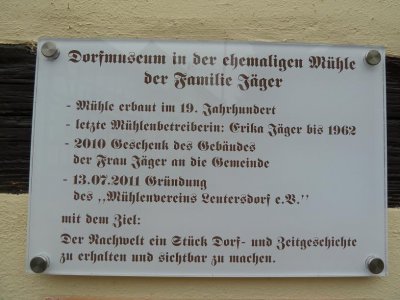 Dorfmuseum in der ehemaligen Mühle
der Familie Jäger
- Mühle erbaut im 19. Jahrhundert
- letzte Mühlenbetreiberin: Erika Jäger bis 1962
- 2010 Geschenk des Gebäudes
der Frau Jäger an die Gemeinde
- 13.07.2011 Gründung
des ,,Mühlenvereins Leutersdorf e.V."
mit dem Ziel:
Der Nachwelt ein Stück Dorf- und Zeitgeschichte
zu erhalten und sichtbar zu machen.